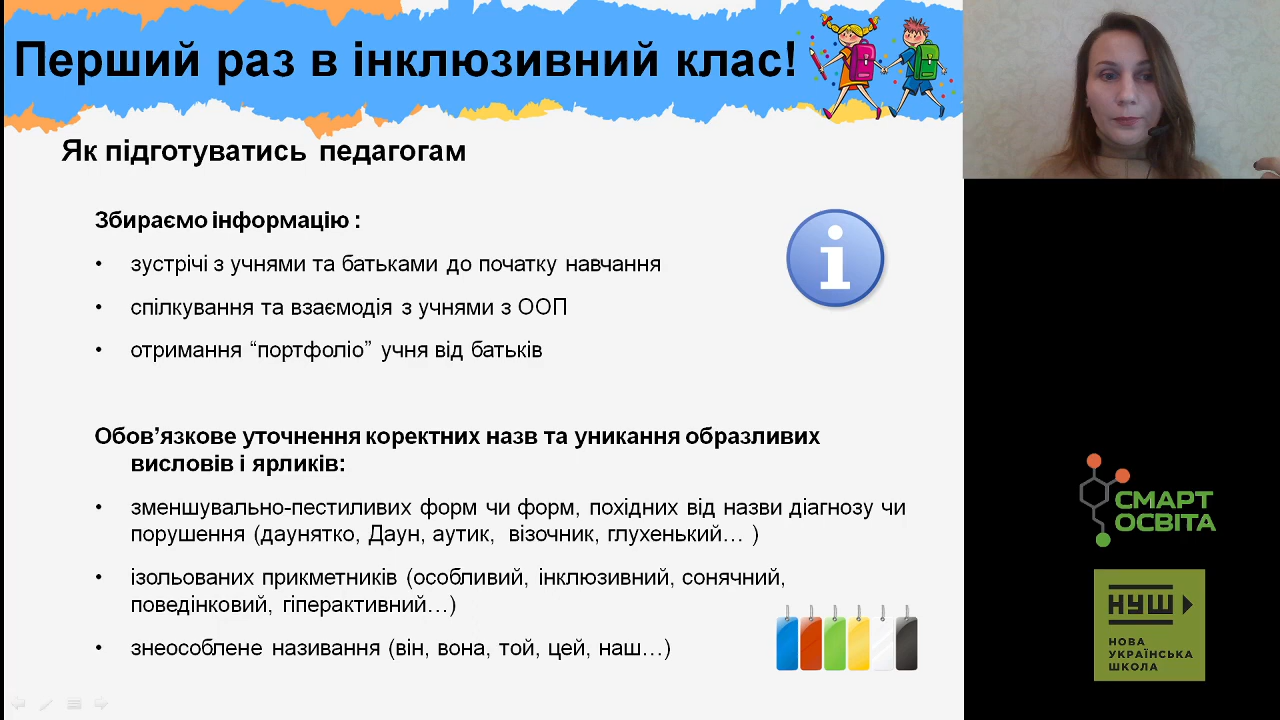 Перший раз в інклюзивний клас!
Як підготуватись педагогам
Збираємо інформацію :
• зустрічі з учнями та батьками до початку навчання
• спілкування та взаємодія з учнями з ООП
• отримання “портфоліо” учня від батьків
Обов’язкове уточнення коректних назв та уникання образливих
висловів і ярликів:
• зменшувально-пестиливих форм чи форм, похідних від назви діагнозу чи
порушення (даунятко, Даун, аутик, візочник, глухенький… )
• ізольованих прикметників (особливий, інклюзивний, сонячний,
поведінковий, гіперактивний…)
• знеособлене називання (він, вона, той, цей, наш…)
СМАРТ
ОСВІТА
НУШ
НОВА
УКРАЇНСЬКА
ШКОЛА